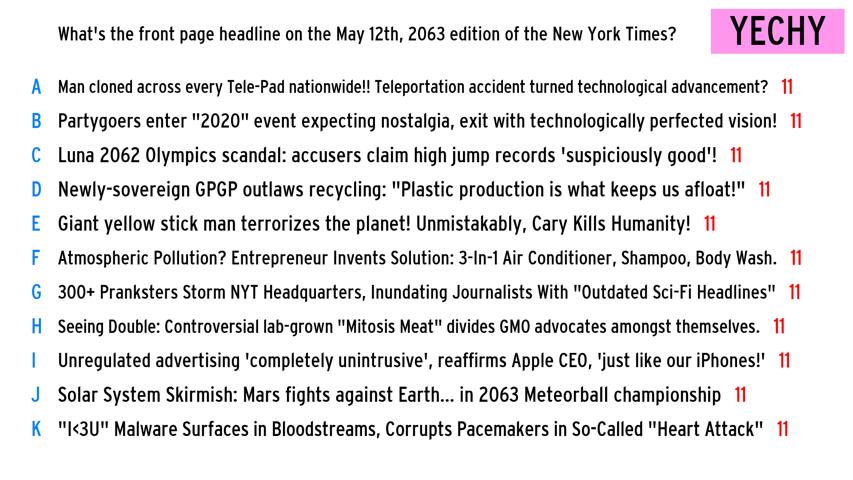 What's the front page headline on the May 12th, 2063 edition of the New York Times?
YECHY
A Man cloned across every Tele-Pad nationwide!! Teleportation accident turned technological advancement? 11
B Partygoers enter "2020" event expecting nostalgia, exit with technologically perfected vision! 11
C Luna 2062 Olympics scandal: accusers claim high jump records 'suspiciously good'! 11
D Newly-sovereign GPGP outlaws recycling: "Plastic production is what keeps us afloat!" 11
E Giant yellow stick man terrorizes the planet! Unmistakably, Cary Kills Humanity! 11
F Atmospheric Pollution? Entrepreneur Invents Solution: 3-In-1 Air Conditioner, Shampoo, Body Wash. 11
G 300+ Pranksters Storm NYT Headquarters, Inundating Journalists With "Outdated Sci-Fi Headlines" 11
H Seeing Double: Controversial lab-grown "Mitosis Meat" divides GMO advocates amongst themselves. 11
I Unregulated advertising 'completely unintrusive', reaffirms Apple CEO, 'just like our iPhones!' 11
J Solar System Skirmish: Mars fights against Earth... in 2063 Meteorball championship 11
K "I<3U" Malware Surfaces in Bloodstreams, Corrupts Pacemakers in So-Called "Heart Attack" 11